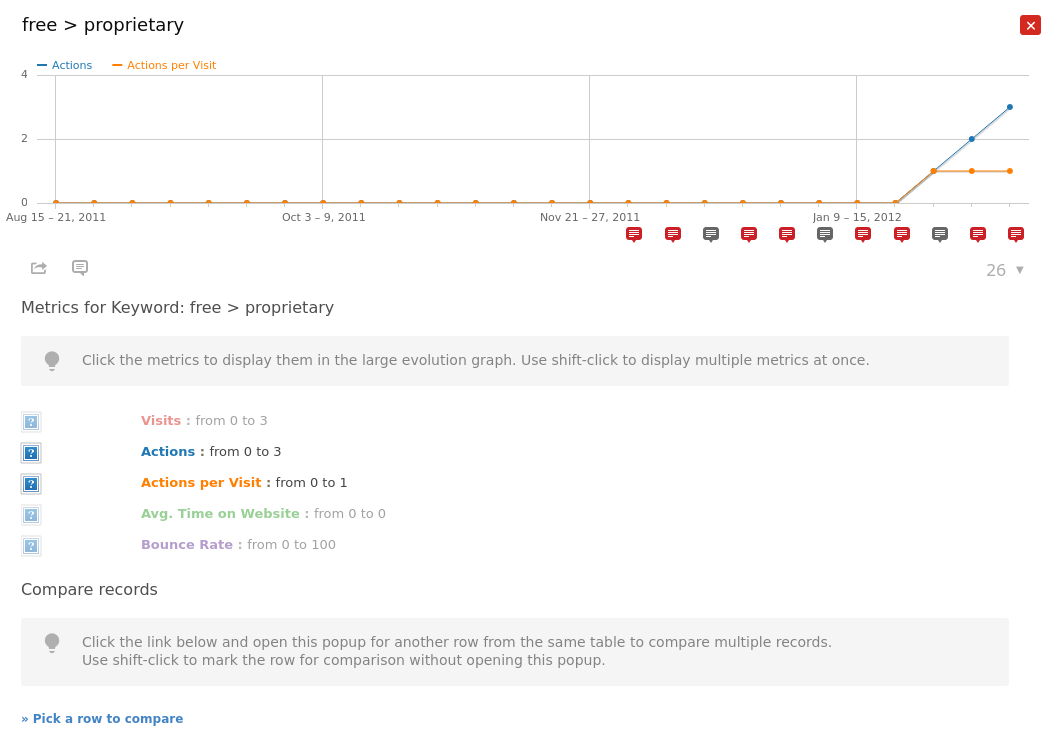 free > proprietary
Actions Actions per Visit
4
2
0
Aug 15 – 21, 2011 Oct 3 – 9, 2011 Nov 21 – 27, 2011 Jan 9 – 15, 2012
26
Metrics for Keyword: free > proprietary
Click the metrics to display them in the large evolution graph. Use shift-click to display multiple metrics at once.
? Visits : from 0 to 3
? Actions : from 0 to 3
? Actions per Visit : from 0 to 1
? Avg. Time on Website : from 0 to 0
? Bounce Rate : from 0 to 100
Compare records
Click the link below and open this popup for another row from the same table to compare multiple records.
Use shift-click to mark the row for comparison without opening this popup.
» Pick a row to compare